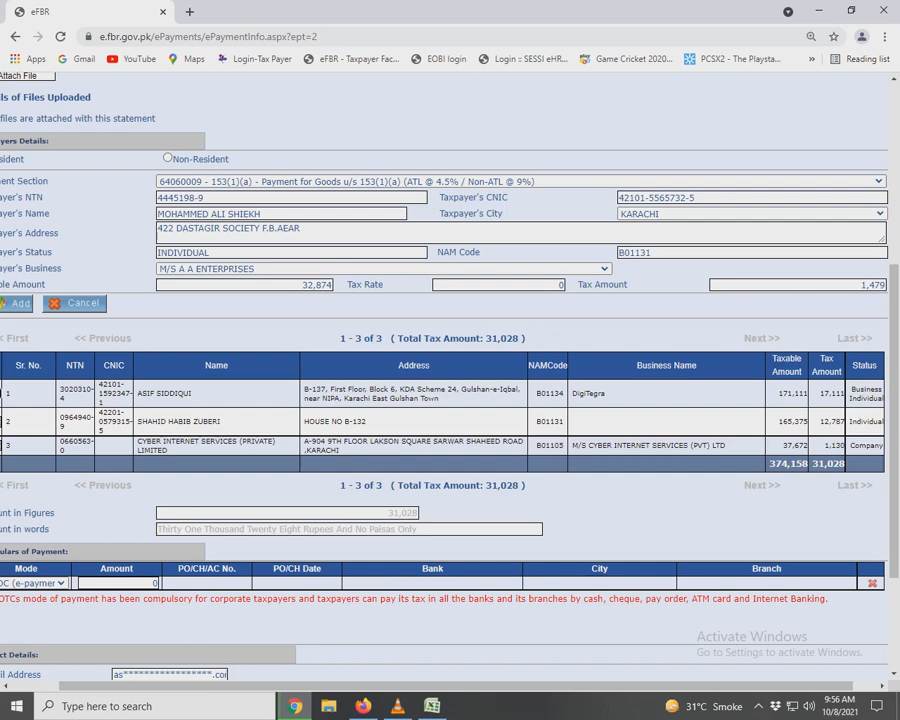 eFBR
e.fbr.gov.pk/ePayments/ePaymentInfo.aspx?ept=2
Apps Gmail YouTube Maps Login-Tax Payer eFBR - Taxpayer Fac... EOBI login Login :: SESSI eHR... Game Cricket 2020... PCSX2 - The Playsta... » Reading list
Attach File
ls of Files Uploaded
files are attached with this statement
yers Details:
sident Non-Resident
ent Section 64060009 - 153(1)(a) - Payment for Goods u/s 153(1)(a) (ATL @ 4.5% / Non-ATL @ 9%)
ayer's NTN 4445198-9 Taxpayer's CNIC 42101-5565732-5
ayer's Name MOHAMMED ALI SHIEKH Taxpayer's City KARACHI
ayer's Address 422 DASTAGIR SOCIETY F.B.AEAR
ayer's Status INDIVIDUAL NAM Code B01131
ayer's Business M/S A A ENTERPRISES
ble Amount 32,874 Tax Rate 0 Tax Amount 1,479
Add Cancel
< First << Previous 1 - 3 of 3 ( Total Tax Amount: 31,028 ) Next >> Last >>
Sr. No. NTN CNIC Name Address NAMCode Business Name Taxable Amount Tax Amount Status
1 3020310-4 42101-1592347-1 ASIF SIDDIQUI B-137, First Floor, Block 6, KDA Scheme 24, Gulshan-e-Iqbal, near NIPA, Karachi East Gulshan Town B01134 DigiTegra 171,111 17,111 Business Individual
2 0964940-9 42201-0579315-5 SHAHID HABIB ZUBERI HOUSE NO B-132 B01131 165,375 12,787 Individual
3 0660563-0 CYBER INTERNET SERVICES (PRIVATE) LIMITED A-904 9TH FLOOR LAKSON SQUARE SARWAR SHAHEED ROAD ,KARACHI B01105 M/S CYBER INTERNET SERVICES (PVT) LTD 37,672 1,130 Company
374,158 31,028
< First << Previous 1 - 3 of 3 ( Total Tax Amount: 31,028 ) Next >> Last >>
unt in Figures 31,028
unt in words Thirty One Thousand Twenty Eight Rupees And No Paisas Only
ulars of Payment:
Mode Amount PO/CH/AC No. PO/CH Date Bank City Branch
DC (e-paymer 0
OTCs mode of payment has been compulsory for corporate taxpayers and taxpayers can pay its tax in all the banks and its branches by cash, cheque, pay order, ATM card and Internet Banking.
Activate Windows
Go to Settings to activate Windows.
ct Details:
il Address as*****************.co
Type here to search
31°C Smoke
9:56 AM
10/8/2021